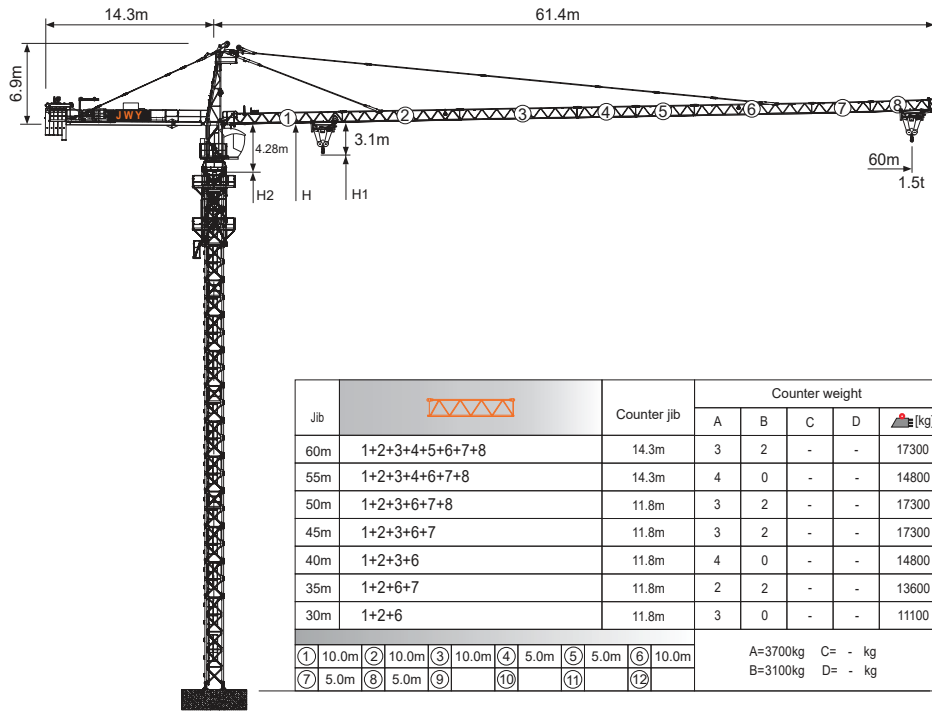 14.3m 61.4m
6.9m
JWY
1 2 3 4 5 6 7 8
4.28m 3.1m
H2 H H1
60m
1.5t
Jib Counter jib Counter weight
A B C D [kg]
60m 1+2+3+4+5+6+7+8 14.3m 3 2 - - 17300
55m 1+2+3+4+6+7+8 14.3m 4 0 - - 14800
50m 1+2+3+6+7+8 11.8m 3 2 - - 17300
45m 1+2+3+6+7 11.8m 3 2 - - 17300
40m 1+2+3+6 11.8m 4 0 - - 14800
35m 1+2+6+7 11.8m 2 2 - - 13600
30m 1+2+6 11.8m 3 0 - - 11100
1 10.0m 2 10.0m 3 10.0m 4 5.0m 5 5.0m 6 10.0m
7 5.0m 8 5.0m 9 10 11 12
A=3700kg C= - kg
B=3100kg D= - kg